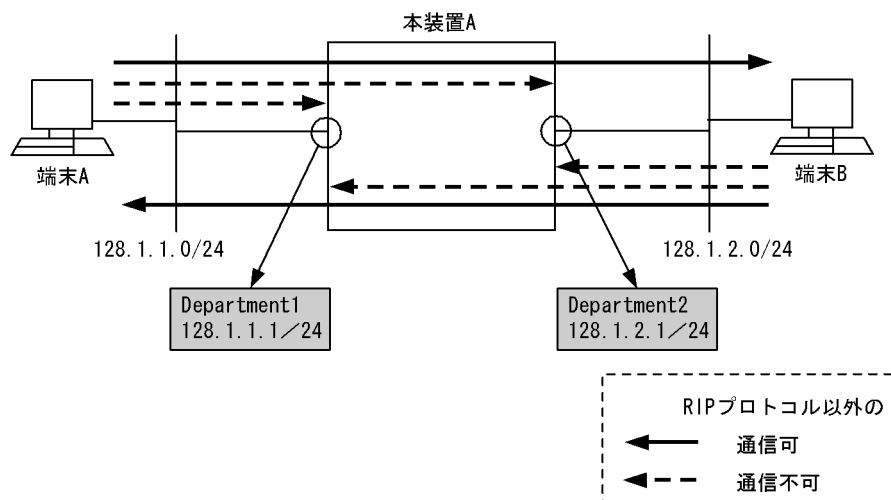 本装置A
端末A
端末B
128.1.1.0/24
128.1.2.0/24
Department1
128.1.1.1/24
Department2
128.1.2.1/24
RIPプロトコル以外の
通信可
通信不可